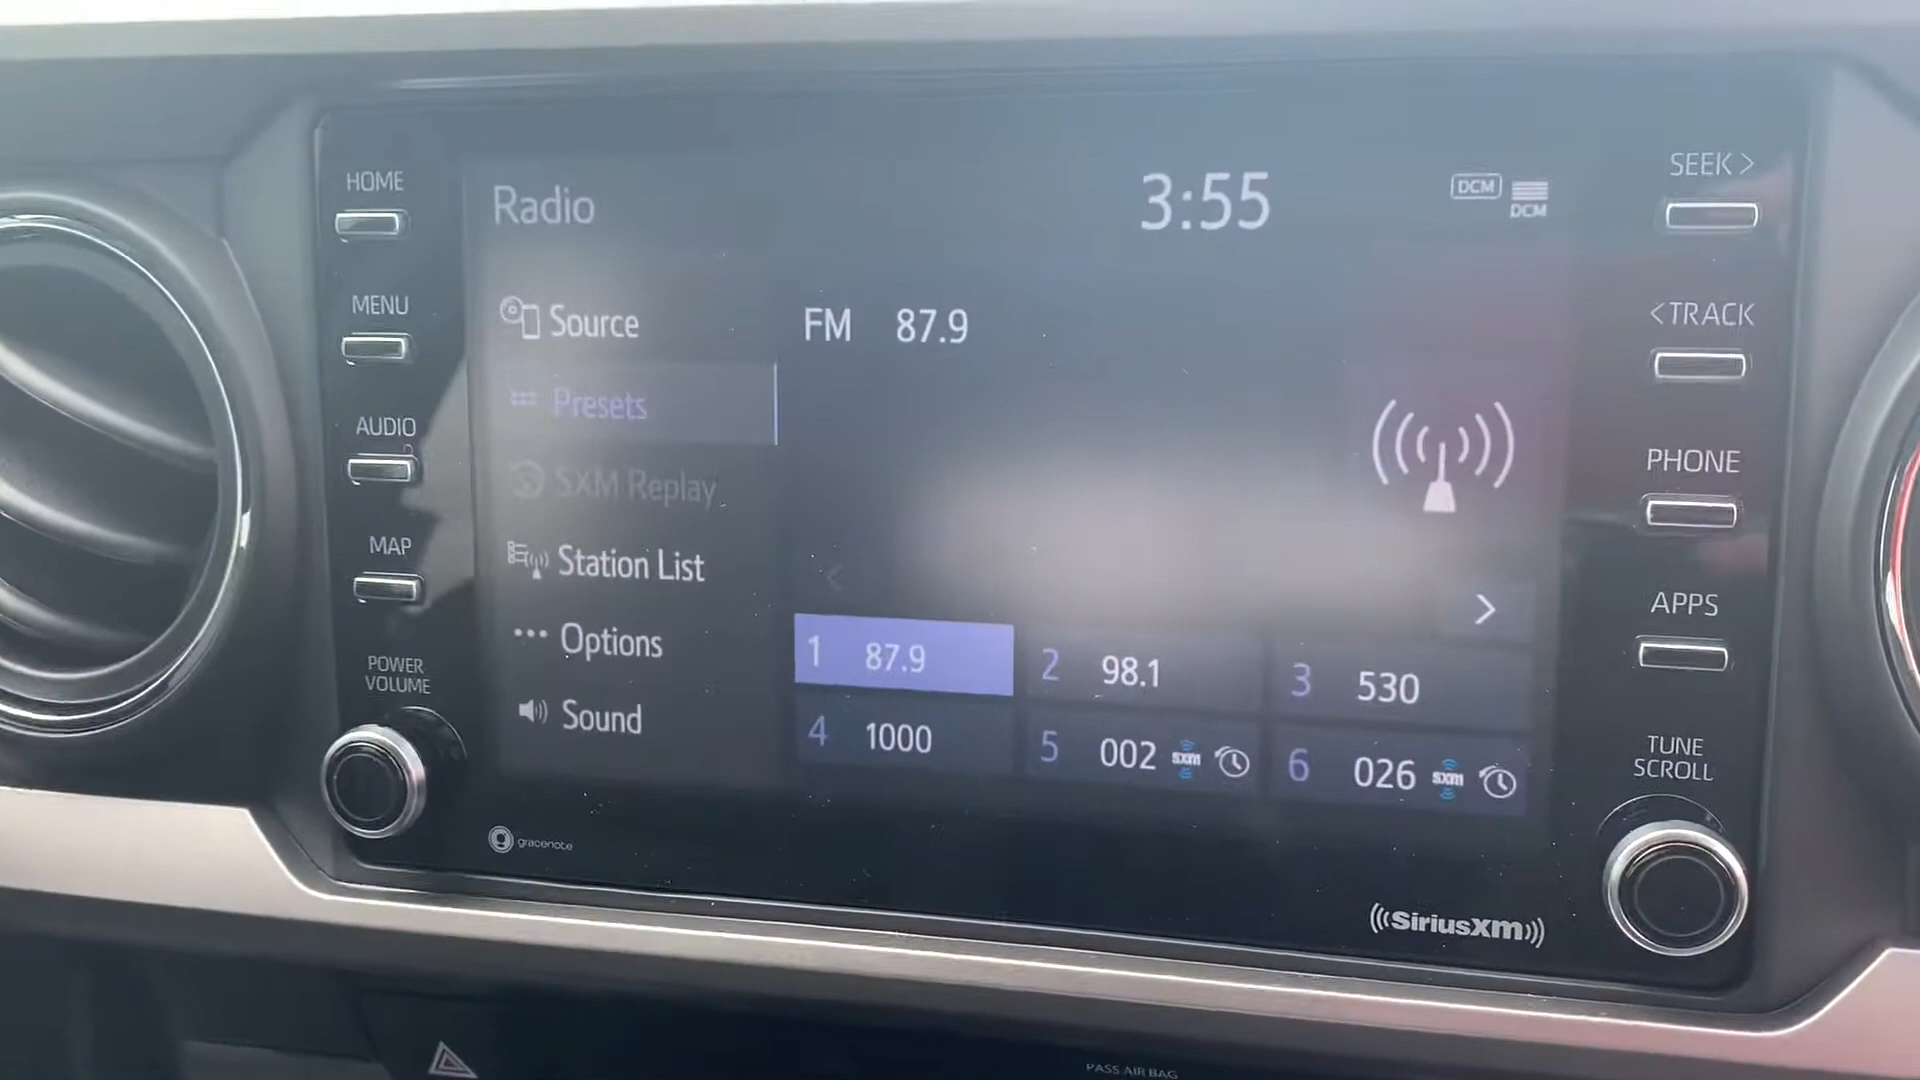 HOME
MENU
AUDIO
MAP
POWER
VOLUME
Radio
3:55
DCM
DCM
Source
Presets
SXM Replay
Station List
Options
Sound
FM 87.9
< >
1 87.9
2 98.1
3 530
4 1000
5 002 sxm
6 026 sxm
gracenote
((SiriusXM))
SEEK >
< TRACK
PHONE
APPS
TUNE
SCROLL
PASS AIR BAG